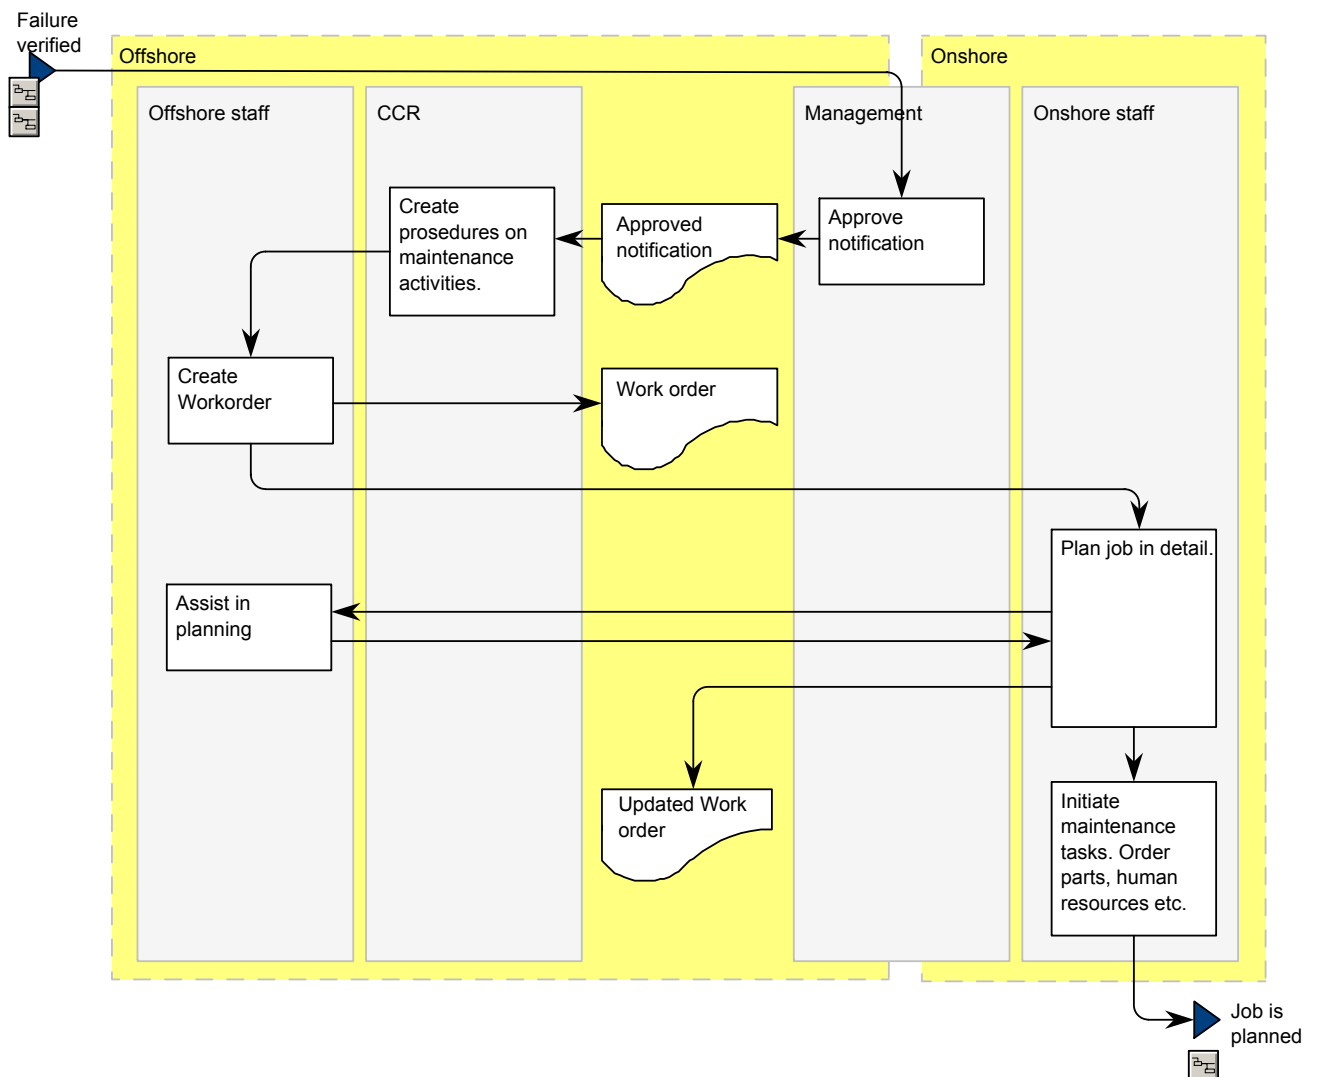 Failure
verified
Offshore
Onshore
Offshore staff
CCR
Management
Onshore staff
Create
prosedures on
maintenance
activities.
Approved
notification
Approve
notification
Create
Workorder
Work order
Plan job in detail.
Assist in
planning
Updated Work
order
Initiate
maintenance
tasks. Order
parts, human
resources etc.
Job is
planned